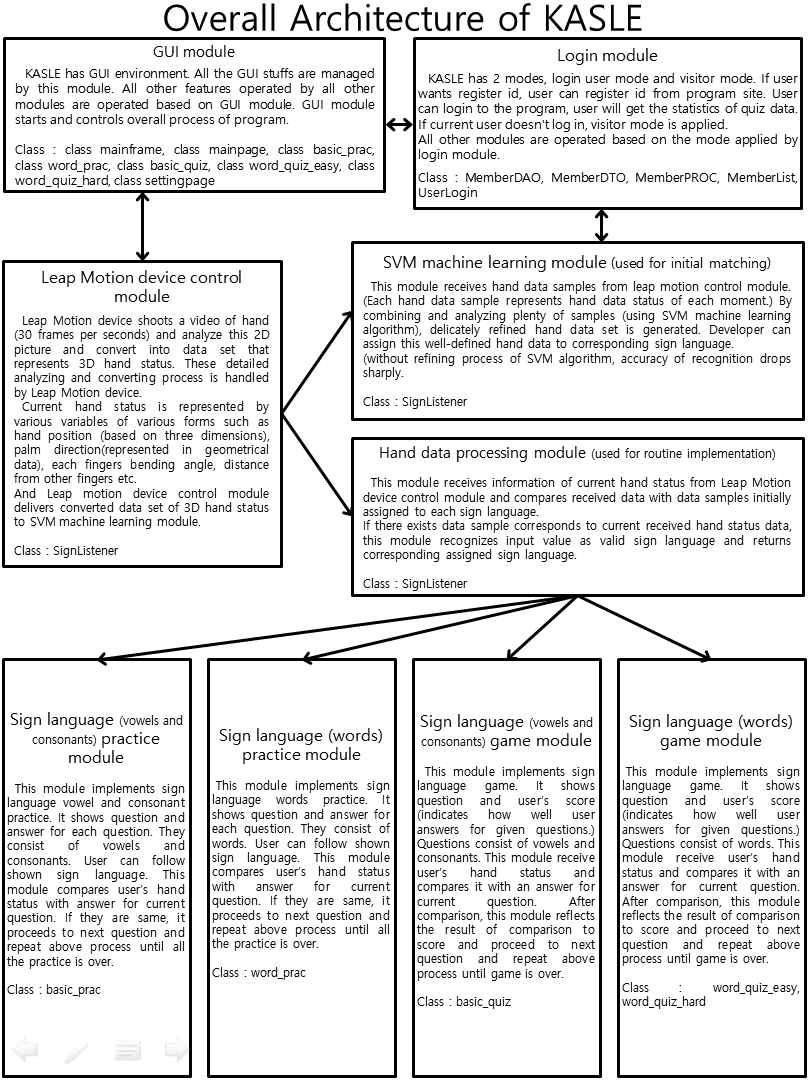 Overall Architecture of KASLE
GUI module
KASLE has GUI environment. All the GUI stuffs are managed
by this module. All other features operated by all other
modules are operated based on GUI module. GUI module
starts and controls overall process of program.
Class : class mainframe, class mainpage, class basic_prac,
class word_prac, class basic_quiz, class word_quiz_easy, class
word_quiz_hard, class settingpage
Login module
KASLE has 2 modes, login user mode and visitor mode. If user
wants register id, user can register id from program site. User
can login to the program, user will get the statistics of quiz data.
If current user doesn't log in, visitor mode is applied.
All other modules are operated based on the mode applied by
login module.
Class : MemberDAO, MemberDTO, MemberPROC, MemberList,
UserLogin
Leap Motion device control
module
Leap Motion device shoots a video of hand
(30 frames per seconds) and analyze this 2D
picture and convert into data set that
represents 3D hand status. These detailed
analyzing and converting process is handled
by Leap Motion device.
Current hand status is represented by
various variables of various forms such as
hand position (based on three dimensions),
palm direction(represented in geometrical
data), each fingers bending angle, distance
from other fingers etc.
And Leap motion device control module
delivers converted data set of 3D hand status
to SVM machine learning module.
Class : SignListener
SVM machine learning module (used for initial matching)
This module receives hand data samples from leap motion control module.
(Each hand data sample represents hand data status of each moment.) By
combining and analyzing plenty of samples (using SVM machine learning
algorithm), delicately refined hand data set is generated. Developer can
assign this well-defined hand data to corresponding sign language.
(without refining process of SVM algorithm, accuracy of recognition drops
sharply.
Class : SignListener
Hand data processing module (used for routine implementation)
This module receives information of current hand status from Leap Motion
device control module and compares received data with data samples initially
assigned to each sign language.
If there exists data sample corresponds to current received hand status data,
this module recognizes input value as valid sign language and returns
corresponding assigned sign language.
Class : SignListener
Sign language (vowels and
consonants) practice
module
This module implements sign
language vowel and consonant
practice. It shows question and
answer for each question. They
consist of vowels and
consonants. User can follow
shown sign language. This
module compares user's hand
status with answer for current
question. If they are same, it
proceeds to next question and
repeat above process until all
the practice is over.
Class : basic_prac
Sign language (words)
practice module
This module implements sign
language words practice. It
shows question and answer for
each question. They consist of
words. User can follow shown
sign language. This module
compares user's hand status
with answer for current
question. If they are same, it
proceeds to next question and
repeat above process until all
the practice is over.
Class : word_prac
Sign language (vowels and
consonants) game module
This module implements sign
language game. It shows
question and user's score
(indicates how well user
answers for given questions.)
Questions consist of vowels and
consonants. This module receive
user's hand status and
compares it with an answer for
current question. After
comparison, this module reflects
the result of comparison to
score and proceed to next
question and repeat above
process until game is over.
Class : basic_quiz
Sign language (words)
game module
This module implements sign
language game. It shows
question and user's score
(indicates how well user
answers for given questions.)
Questions consist of words. This
module receive user's hand
status and compares it with an
answer for current question.
After comparison, this module
reflects the result of comparison
to score and proceed to next
question and repeat above
process until game is over.
Class : word_quiz_easy,
word_quiz_hard